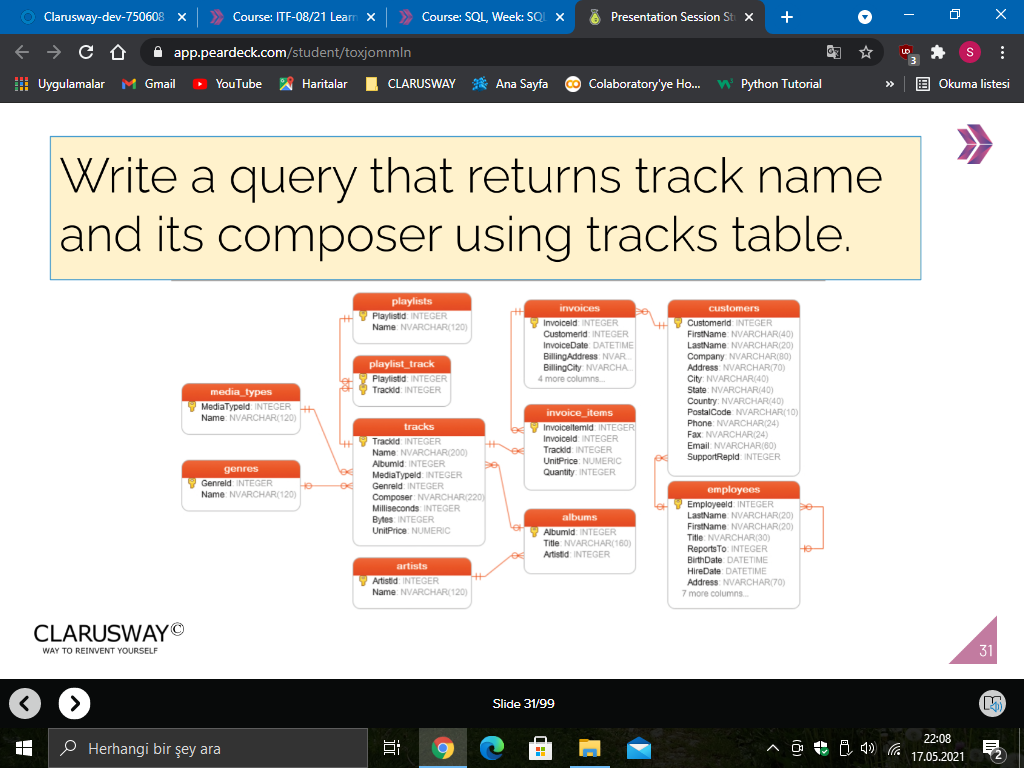 Clarusway-dev-750608
Course: ITF-08/21 Learn
Course: SQL, Week: SQL
Presentation Session St
app.peardeck.com/student/toxjommln
3
S
Uygulamalar
Gmail
YouTube
Haritalar
CLARUSWAY
Ana Sayfa
Colaboratory'ye Ho...
Python Tutorial
»
Okuma listesi
Write a query that returns track name
and its composer using tracks table.
playlists
PlaylistId: INTEGER
Name: NVARCHAR(120)
playlist_track
PlaylistId: INTEGER
TrackId: INTEGER
media_types
MediaTypeId: INTEGER
Name: NVARCHAR(120)
genres
GenreId: INTEGER
Name: NVARCHAR(120)
tracks
TrackId: INTEGER
Name: NVARCHAR(200)
AlbumId: INTEGER
MediaTypeId: INTEGER
GenreId: INTEGER
Composer: NVARCHAR(220)
Milliseconds: INTEGER
Bytes: INTEGER
UnitPrice: NUMERIC
artists
ArtistId: INTEGER
Name: NVARCHAR(120)
invoices
InvoiceId: INTEGER
CustomerId: INTEGER
InvoiceDate: DATETIME
BillingAddress: NVAR...
BillingCity: NVARCHA...
4 more columns...
invoice_items
InvoiceItemId: INTEGER
InvoiceId: INTEGER
TrackId: INTEGER
UnitPrice: NUMERIC
Quantity: INTEGER
albums
AlbumId: INTEGER
Title: NVARCHAR(160)
ArtistId: INTEGER
customers
CustomerId: INTEGER
FirstName: NVARCHAR(40)
LastName: NVARCHAR(20)
Company: NVARCHAR(80)
Address: NVARCHAR(70)
City: NVARCHAR(40)
State: NVARCHAR(40)
Country: NVARCHAR(40)
PostalCode: NVARCHAR(10)
Phone: NVARCHAR(24)
Fax: NVARCHAR(24)
Email: NVARCHAR(60)
SupportRepId: INTEGER
employees
EmployeeId: INTEGER
LastName: NVARCHAR(20)
FirstName: NVARCHAR(20)
Title: NVARCHAR(30)
ReportsTo: INTEGER
BirthDate: DATETIME
HireDate: DATETIME
Address: NVARCHAR(70)
7 more columns...
CLARUSWAY©
WAY TO REINVENT YOURSELF
31
Slide 31/99
Herhangi bir şey ara
22:08
17.05.2021
2